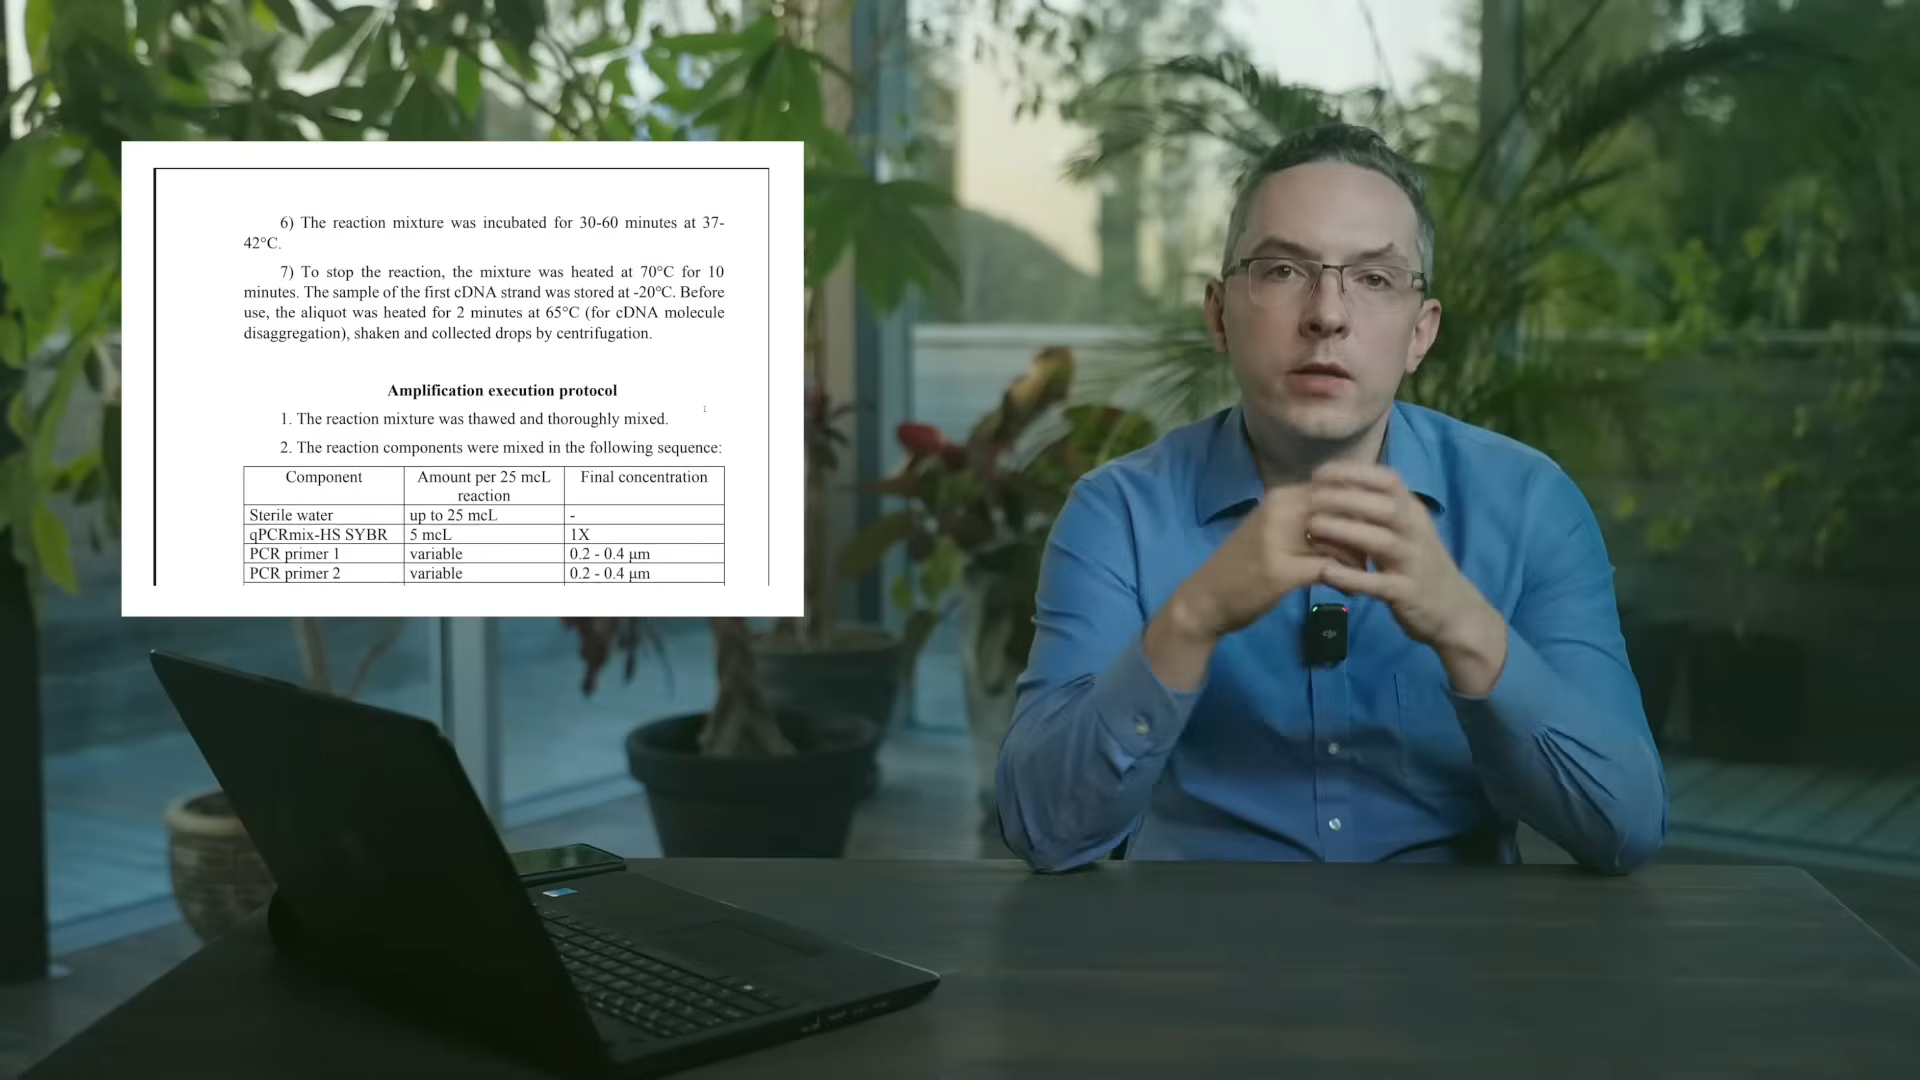 6) The reaction mixture was incubated for 30-60 minutes at 37-
42°C.
7) To stop the reaction, the mixture was heated at 70°C for 10
minutes. The sample of the first cDNA strand was stored at -20°C. Before
use, the aliquot was heated for 2 minutes at 65°C (for cDNA molecule
disaggregation), shaken and collected drops by centrifugation.
Amplification execution protocol
1. The reaction mixture was thawed and thoroughly mixed.
2. The reaction components were mixed in the following sequence:
Component Amount per 25 mcL reaction Final concentration
Sterile water up to 25 mcL -
qPCRmix-HS SYBR 5 mcL 1X
PCR primer 1 variable 0.2 - 0.4 μm
PCR primer 2 variable 0.2 - 0.4 μm
dji